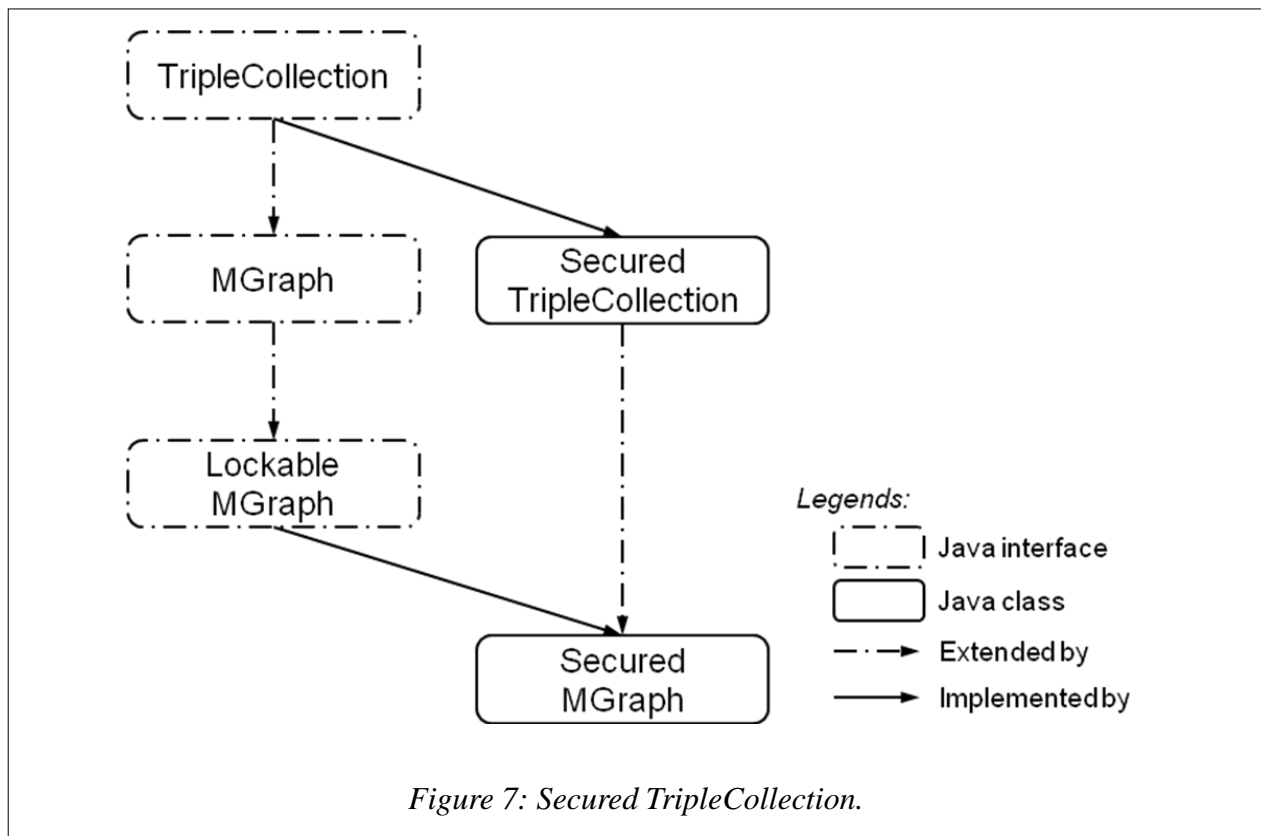 TripleCollection
MGraph
Secured
TripleCollection
Lockable
MGraph
Secured
MGraph
Legends:
Java interface
Java class
Extended by
Implemented by
Figure 7: Secured TripleCollection.